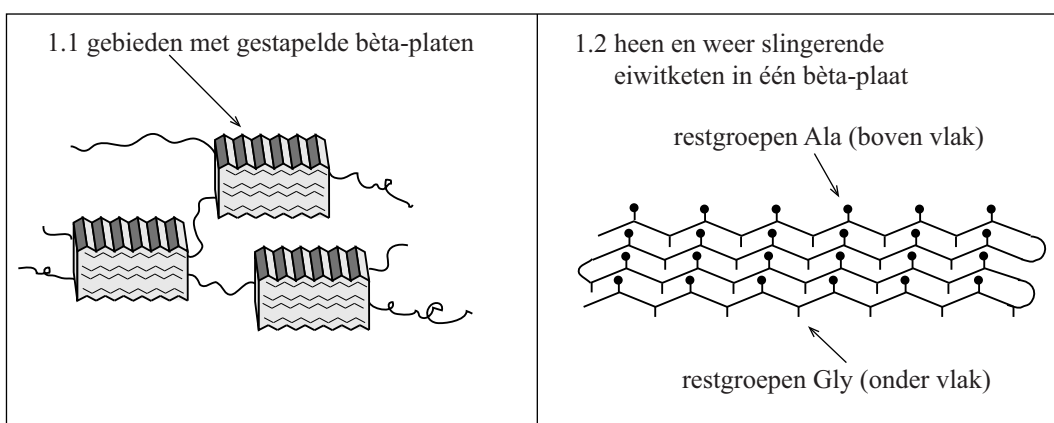 1.1 gebieden met gestapelde bèta-platen
1.2 heen en weer slingerende
eiwitketen in één bèta-plaat
restgroepen Ala (boven vlak)
restgroepen Gly (onder vlak)